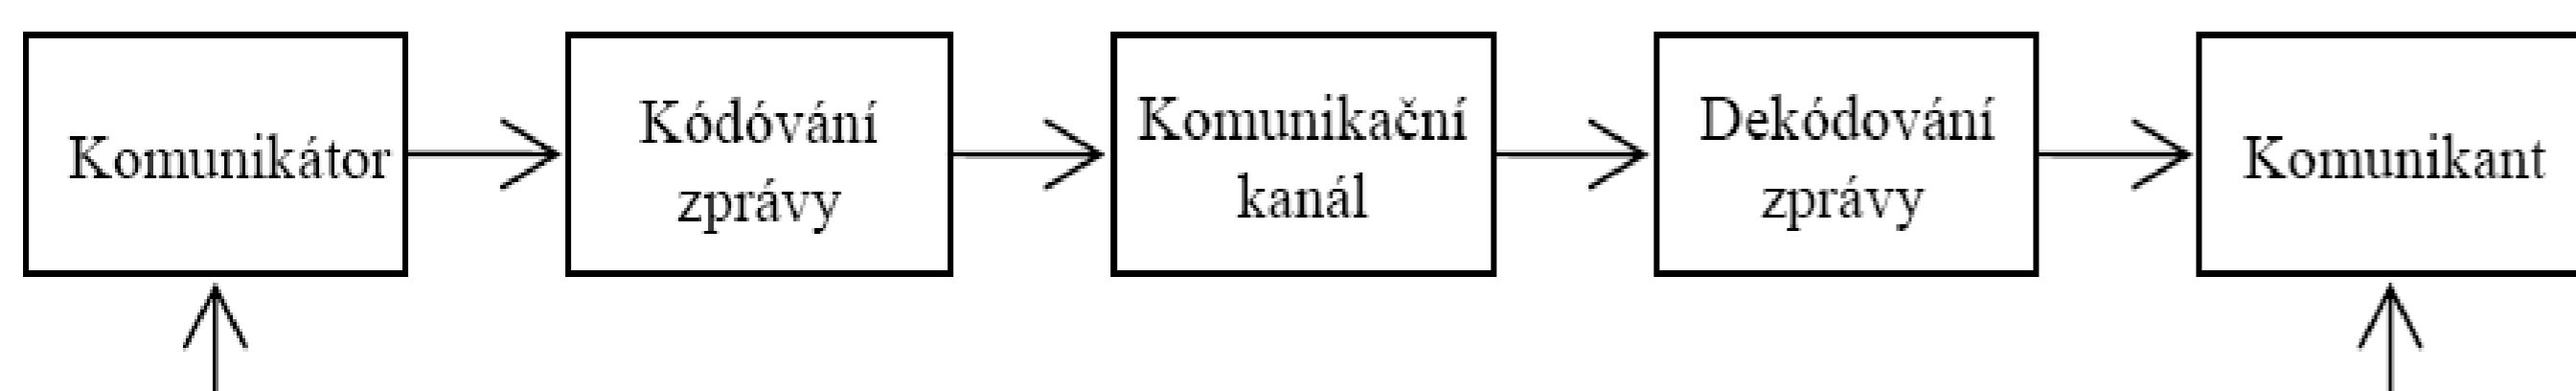 Komunikátor
Kódóvání
zprávy
Komunikační
kanál
Dekódování
zprávy
Komunikant